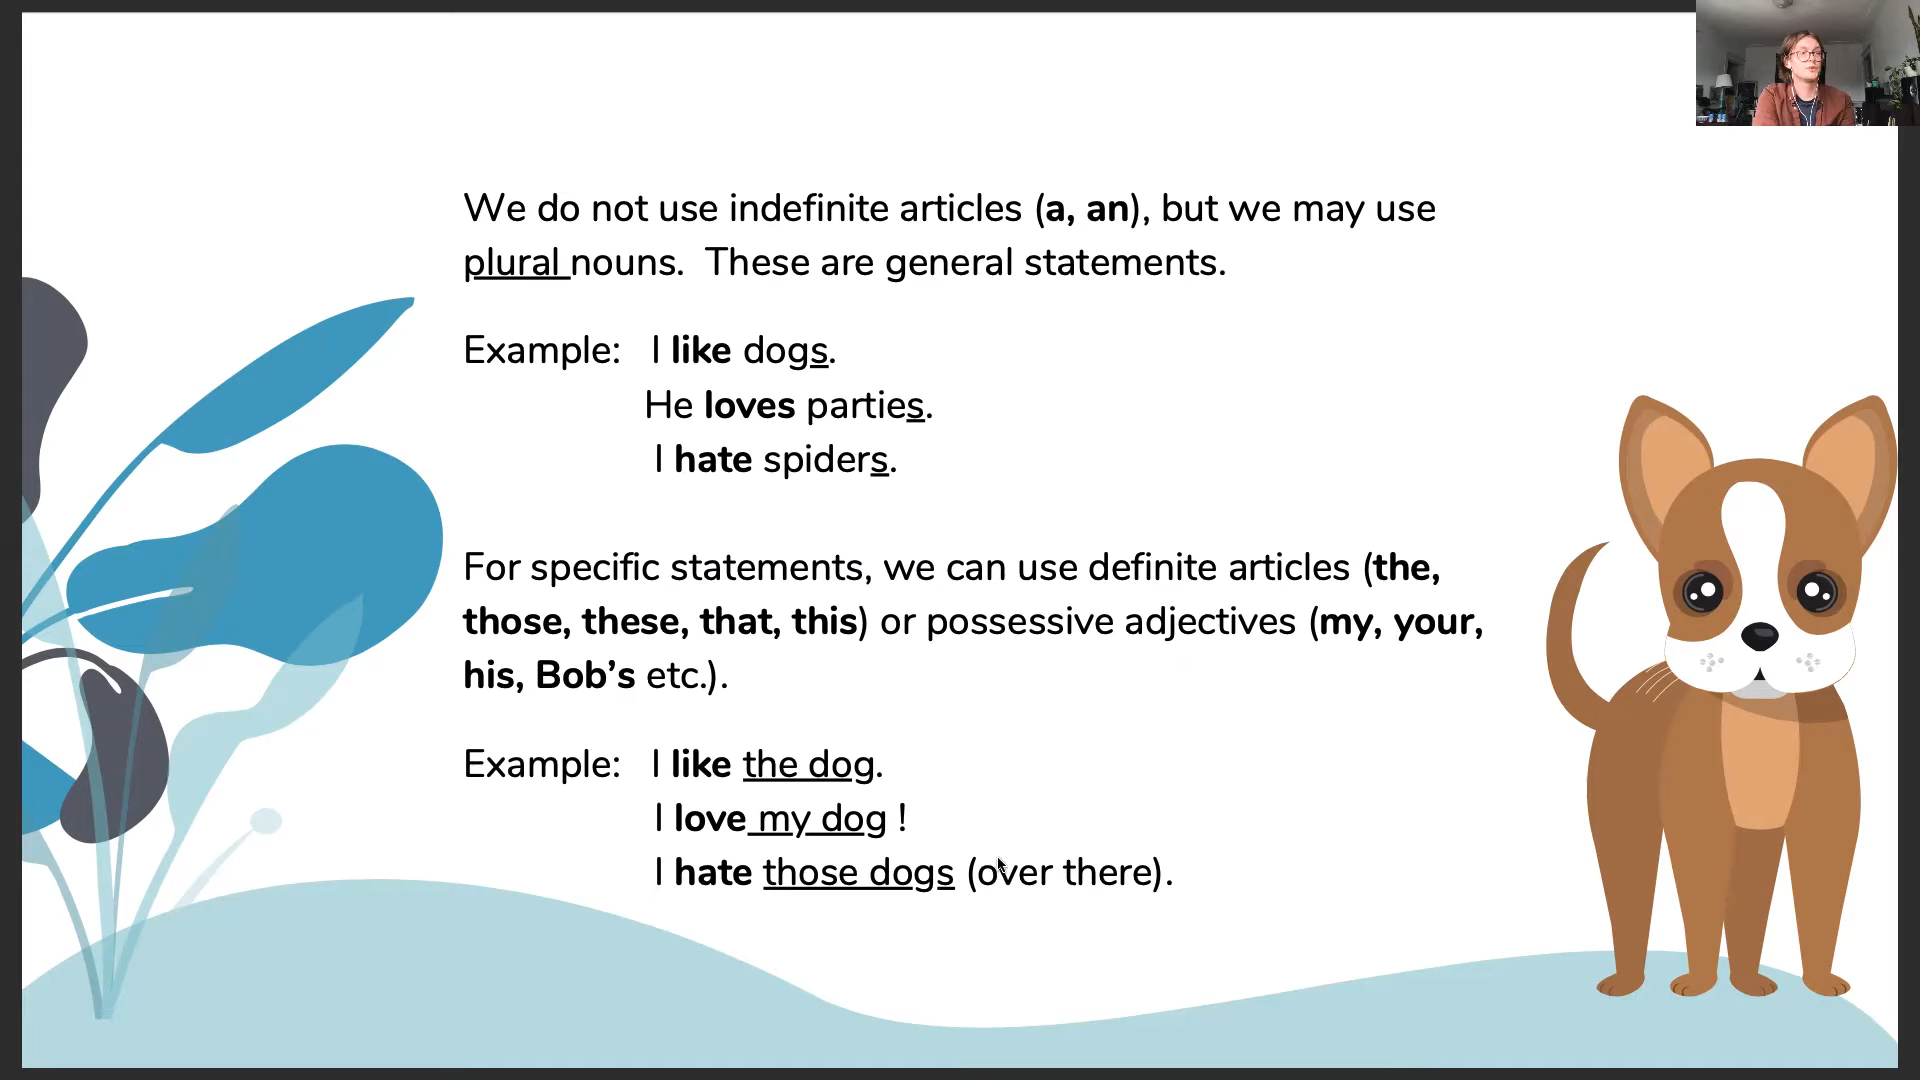 We do not use indefinite articles (a, an), but we may use
plural nouns.  These are general statements.
Example:   I like dogs.
He loves parties.
I hate spiders.
For specific statements, we can use definite articles (the,
those, these, that, this) or possessive adjectives (my, your,
his, Bob’s etc.).
Example:   I like the dog.
I love my dog !
I hate those dogs (over there).